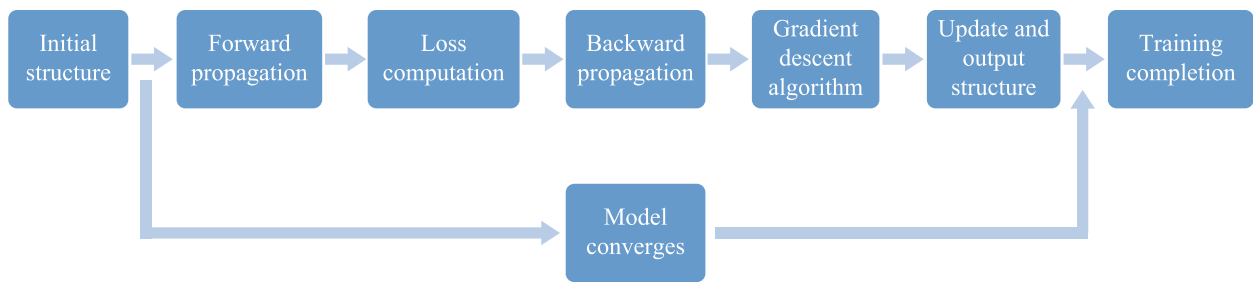 Initial
structure
Forward
propagation
Loss
computation
Backward
propagation
Gradient
descent
algorithm
Update and
output
structure
Training
completion
Model
converges